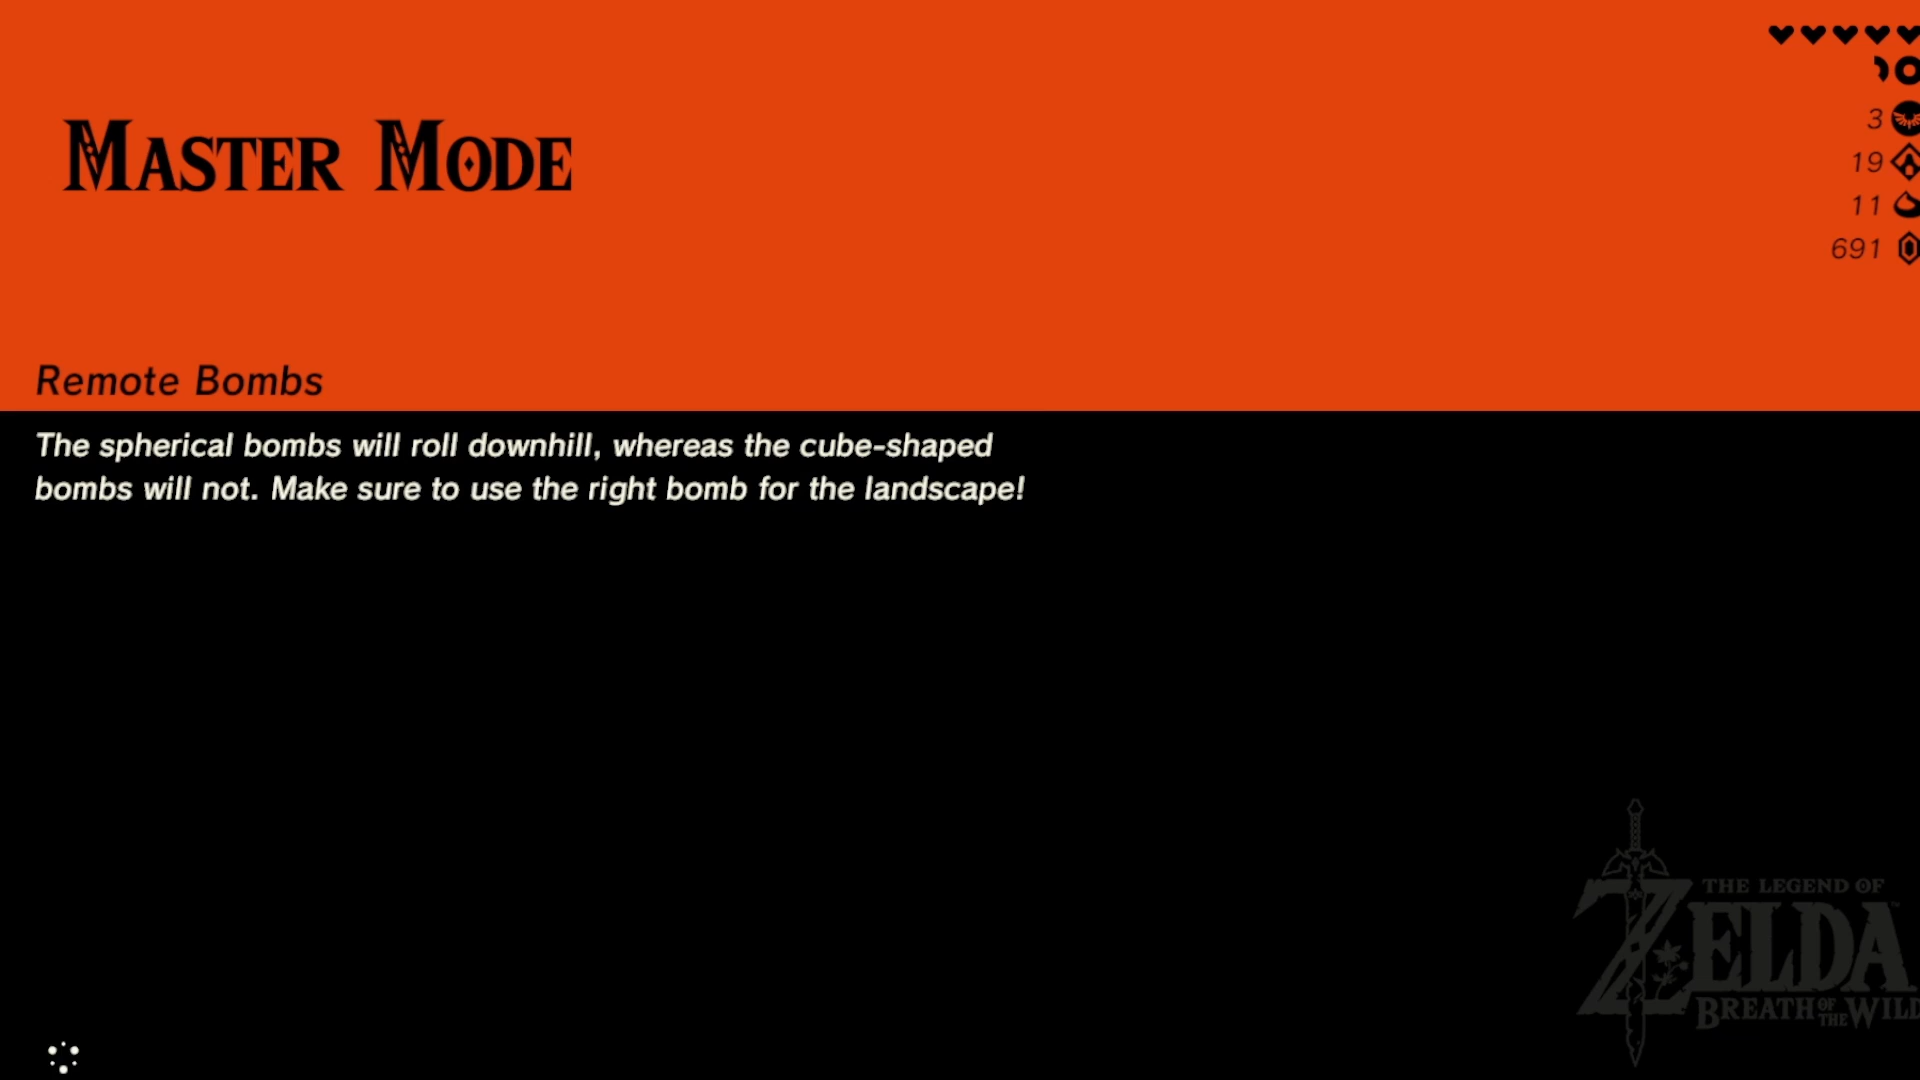 MASTER MODE
3
19
11
691
Remote Bombs
The spherical bombs will roll downhill, whereas the cube-shaped
bombs will not. Make sure to use the right bomb for the landscape!
THE LEGEND OF
ZELDA
BREATH OF THE WILD